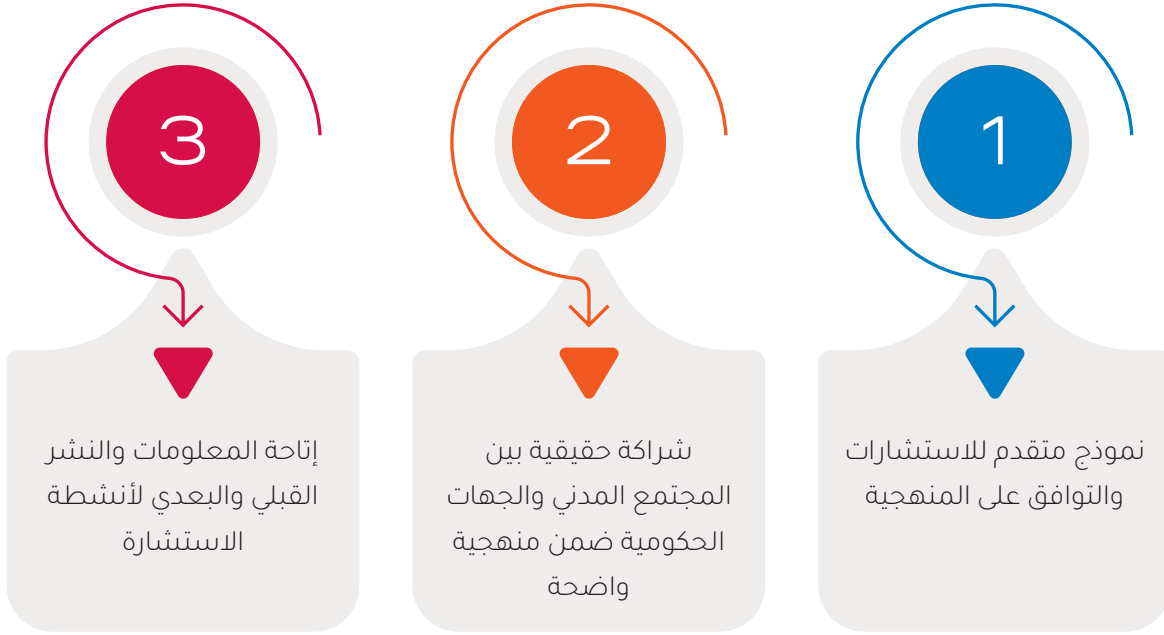 1
نموذج متقدم للاستشارات
والتوافق على المنهجية
2
شراكة حقيقية بين
المجتمع المدني والجهات
الحكومية ضمن منهجية
واضحة
3
إتاحة المعلومات والنشر
القبلي والبعدي لأنشطة
الاستشارة